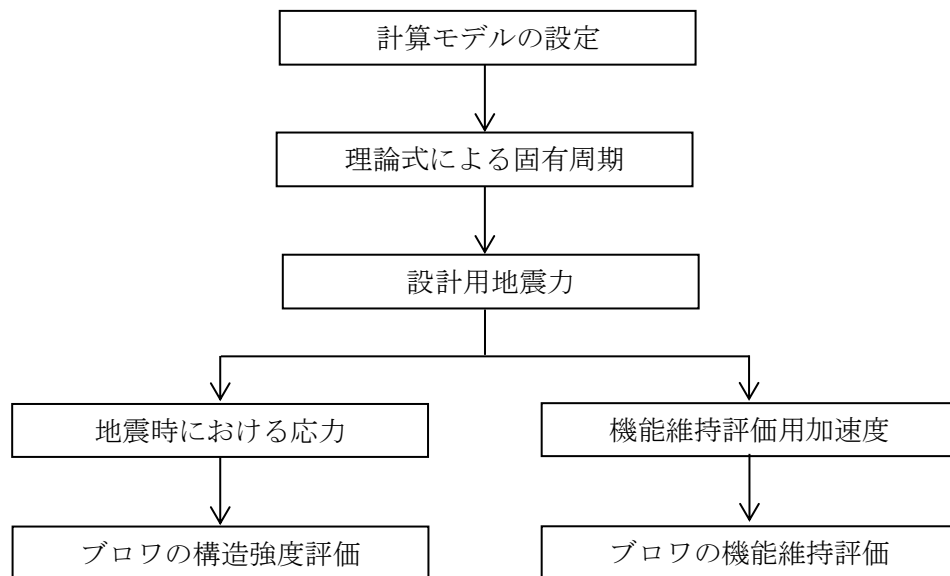 計算モデルの設定
理論式による固有周期
設計用地震力
地震時における応力
機能維持評価用加速度
ブロワの構造強度評価
ブロワの機能維持評価